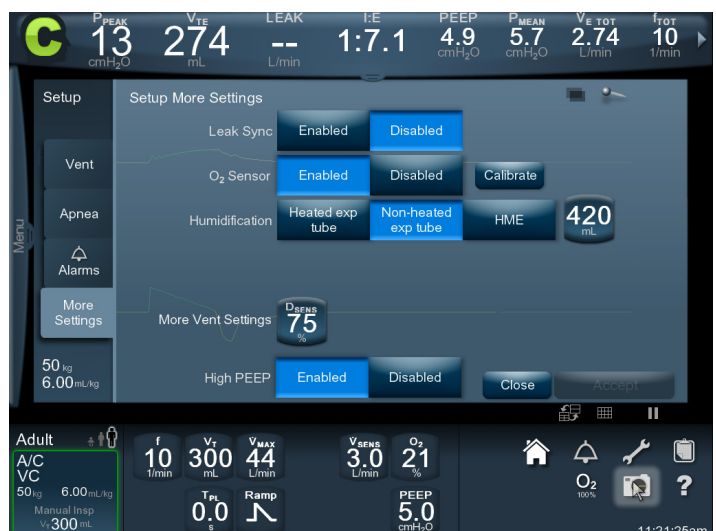 C
PPEAK 13 cmH2O
VTE 274 mL
LEAK -- L/min
I:E 1:7.1
PEEP 4.9 cmH2O
PMEAN 5.7 cmH2O
V̇E TOT 2.74 L/min
fTOT 10 1/min
Menu
Setup
Vent
Apnea
Alarms
More
Settings
50 kg
6.00 mL/kg
Setup More Settings
Leak Sync Enabled Disabled
O2 Sensor Enabled Disabled Calibrate
Humidification Heated exp tube Non-heated exp tube HME 420 mL
More Vent Settings DSENS 75 %
High PEEP Enabled Disabled
Close Accept
Adult
A/C
VC
50 kg 6.00 mL/kg
Manual Insp
VT 300 mL
f 10 1/min
VT 300 mL
V̇MAX 44 L/min
V̇SENS 3.0 L/min
O2 21 %
TPL 0.0 s
Ramp
PEEP 5.0 cmH2O
O2
100%
?
11:21:25am